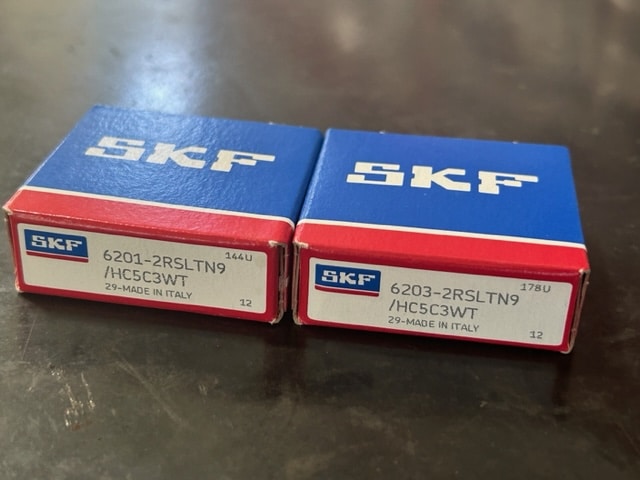 SKF
SKF
SKF
144U
6201-2RSLTN9
/HC5C3WT
29-MADE IN ITALY
12
SKF
178U
6203-2RSLTN9
/HC5C3WT
29-MADE IN ITALY
12